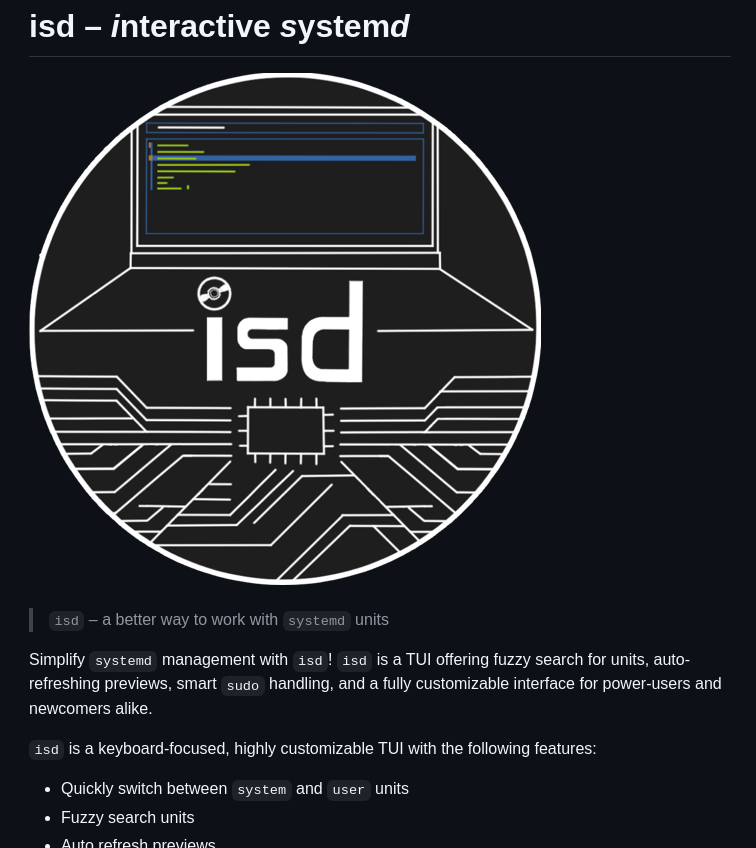 isd – interactive systemd
isd
isd – a better way to work with systemd units
Simplify systemd management with isd! isd is a TUI offering fuzzy search for units, auto-
refreshing previews, smart sudo handling, and a fully customizable interface for power-users and
newcomers alike.
isd is a keyboard-focused, highly customizable TUI with the following features:
Quickly switch between system and user units
Fuzzy search units
Auto refresh previews